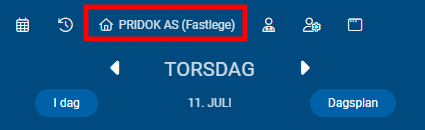 PRIDOK AS (Fastlege)
TORSDAG
I dag 11. JULI Dagsplan